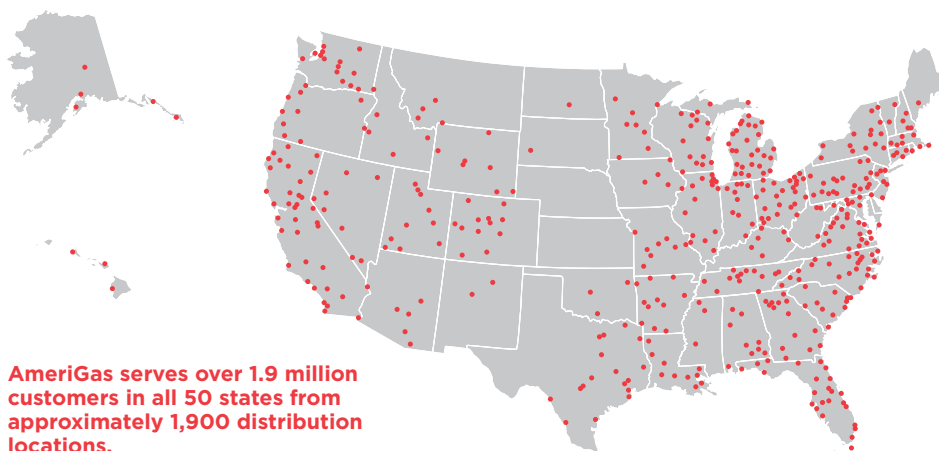 AmeriGas serves over 1.9 million
customers in all 50 states from
approximately 1,900 distribution
locations.